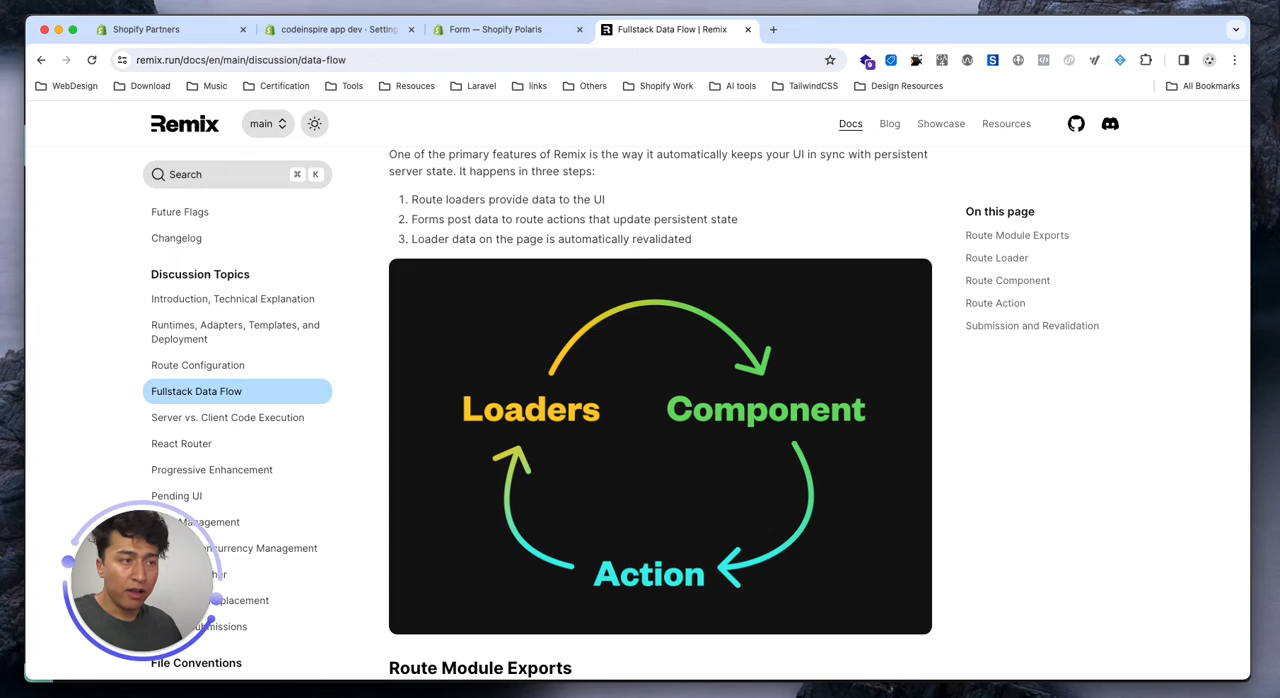 Shopify Partners
codeinspire app dev · Setting
Form — Shopify Polaris
Fullstack Data Flow | Remix
remix.run/docs/en/main/discussion/data-flow
9
WebDesign
Download
Music
Certification
Tools
Resouces
Laravel
links
Others
Shopify Work
AI tools
TailwindCSS
Design Resources
All Bookmarks
Remix
main
Docs
Blog
Showcase
Resources
Search
⌘ K
Future Flags
Changelog
Discussion Topics
Introduction, Technical Explanation
Runtimes, Adapters, Templates, and
Deployment
Route Configuration
Fullstack Data Flow
Server vs. Client Code Execution
React Router
Progressive Enhancement
Pending UI
Management
Management
File Conventions
One of the primary features of Remix is the way it automatically keeps your UI in sync with persistent
server state. It happens in three steps:
1. Route loaders provide data to the UI
2. Forms post data to route actions that update persistent state
3. Loader data on the page is automatically revalidated
Loaders
Component
Action
Route Module Exports
On this page
Route Module Exports
Route Loader
Route Component
Route Action
Submission and Revalidation